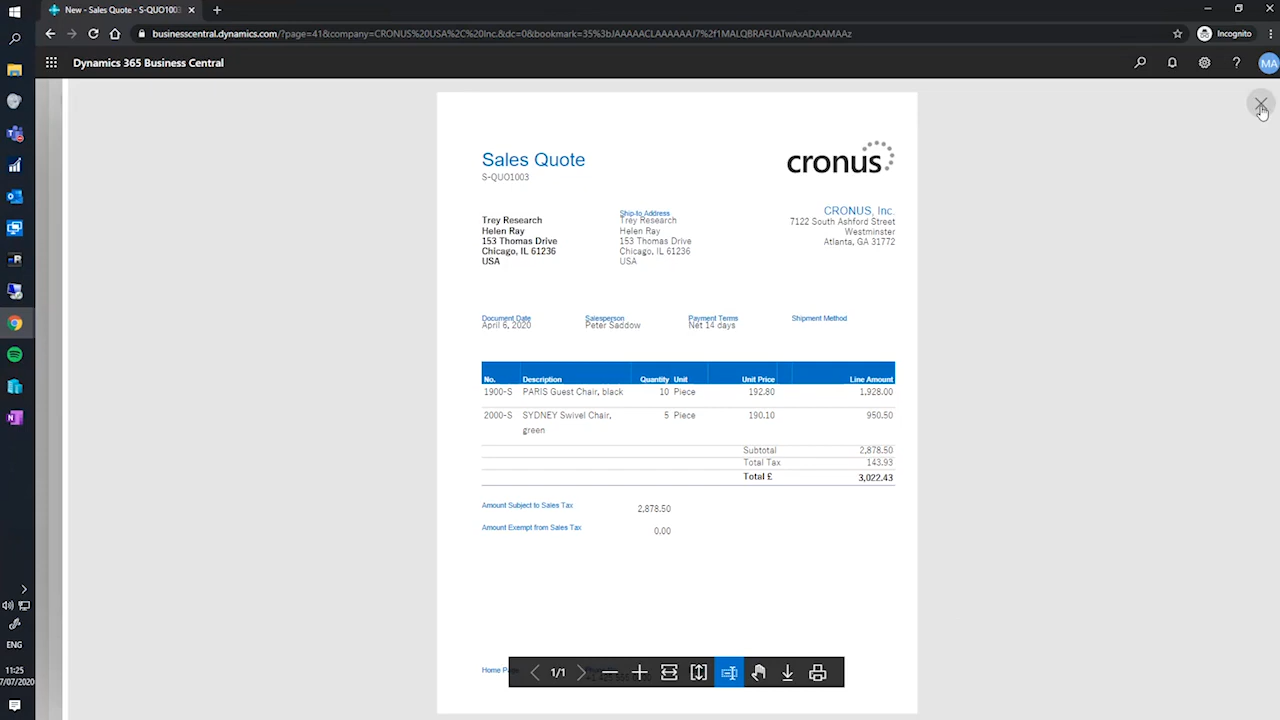 New - Sales Quote - S-QUO1003
businesscentral.dynamics.com/?page=41&company=CRONUS%20USA%2C%20Inc.&dc=0&bookmark=35%3bJAAAAACLAAAAAJ7%2f1MALQBRAFUATwAxADAAMAAz
Incognito
Dynamics 365 Business Central
MA
Sales Quote
S-QUO1003
cronus
Trey Research
Helen Ray
153 Thomas Drive
Chicago, IL 61236
USA
Ship-to Address
Trey Research
Helen Ray
153 Thomas Drive
Chicago, IL 61236
USA
CRONUS, Inc.
7122 South Ashford Street
Westminster
Atlanta, GA 31772
Document Date Salesperson Payment Terms Shipment Method
April 6, 2020 Peter Saddow Net 14 days
No. Description Quantity Unit Unit Price Line Amount
1900-S PARIS Guest Chair, black 10 Piece 192.80 1,928.00
2000-S SYDNEY Swivel Chair, 5 Piece 190.10 950.50
green
Subtotal 2,878.50
Total Tax 143.93
Total £ 3,022.43
Amount Subject to Sales Tax 2,878.50
Amount Exempt from Sales Tax 0.00
Home
1/1
ENG
11:25
7/07/2020